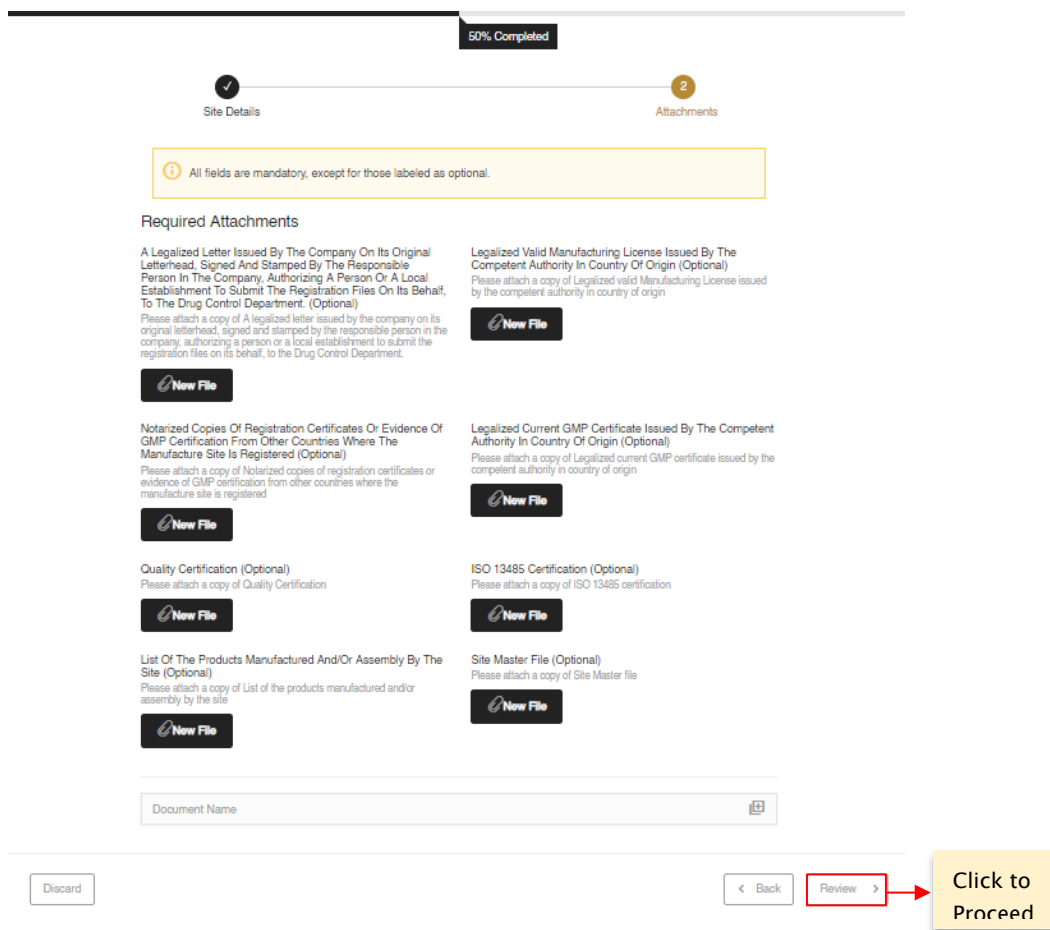 50% Completed
2
Site Details
Attachments
All fields are mandatory, except for those labeled as optional.
Required Attachments
A Legalized Letter Issued By The Company On Its Original
Letterhead, Signed And Stamped By The Responsible
Person In The Company, Authorizing A Person Or A Local
Establishment To Submit The Registration Files On Its Behalf,
To The Drug Control Department. (Optional)
Please attach a copy of A legalized letter issued by the company on its
original letterhead, signed and stamped by the responsible person in the
company, authorizing a person or a local establishment to submit the
registration files on its behalf, to the Drug Control Department.
New File
Legalized Valid Manufacturing License Issued By The
Competent Authority In Country Of Origin (Optional)
Please attach a copy of Legalized valid Manufacturing License issued
by the competent authority in country of origin
New File
Notarized Copies Of Registration Certificates Or Evidence Of
GMP Certification From Other Countries Where The
Manufacture Site Is Registered (Optional)
Please attach a copy of Notarized copies of registration certificates or
evidence of GMP certification from other countries where the
manufacture site is registered
New File
Legalized Current GMP Certificate Issued By The Competent
Authority In Country Of Origin (Optional)
Please attach a copy of Legalized current GMP certificate issued by the
competent authority in country of origin
New File
Quality Certification (Optional)
Please attach a copy of Quality Certification
New File
ISO 13485 Certification (Optional)
Please attach a copy of ISO 13485 certification
New File
List Of The Products Manufactured And/Or Assembly By The
Site (Optional)
Please attach a copy of List of the products manufactured and/or
assembly by the site
New File
Site Master File (Optional)
Please attach a copy of Site Master file
New File
Document Name
Discard
Back
Review
Click to
Proceed